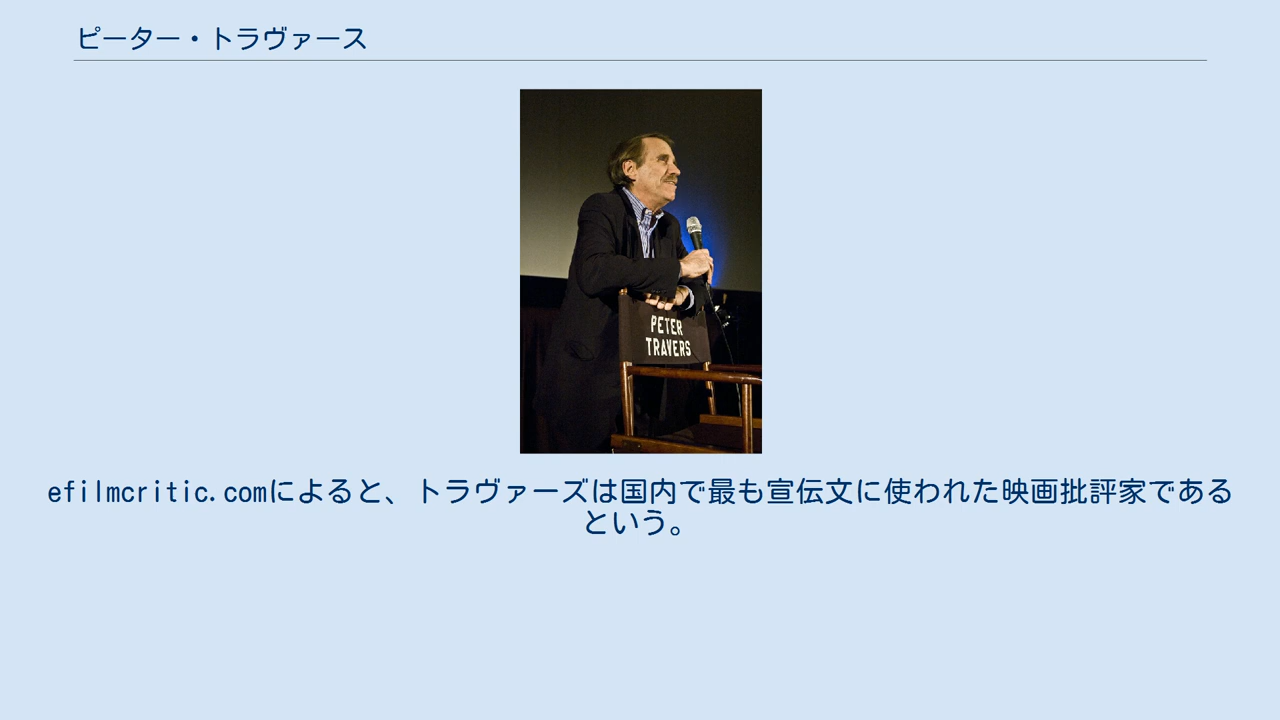 ピーター・トラヴァース
PETER
TRAVERS
efilmcritic.comによると、トラヴァーズは国内で最も宣伝文に使われた映画批評家である
という。